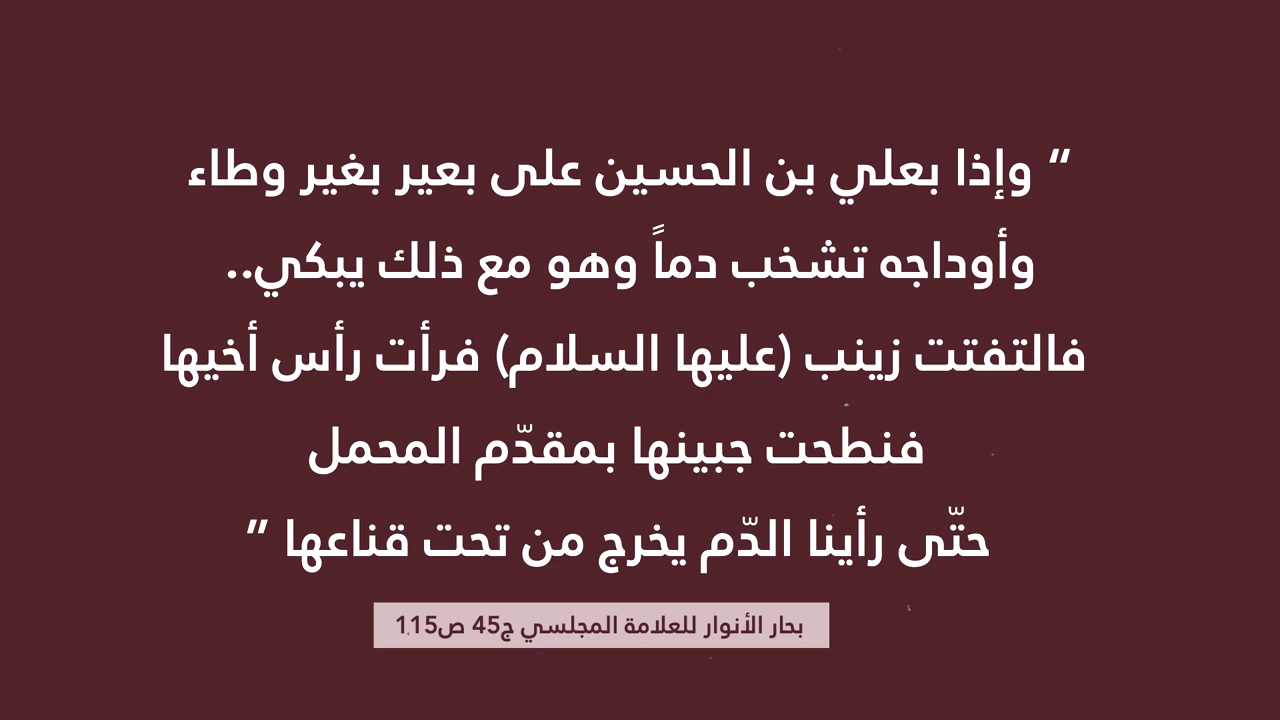 ” وإذا بعلي بن الحسين على بعير بغير وطاء
وأوداجه تشخب دماً وهو مع ذلك يبكي..
فالتفتت زينب (عليها السلام) فرأت رأس أخيها
فنطحت جبينها بمقدّم المحمل
حتّى رأينا الدّم يخرج من تحت قناعها ”
بحار الأنوار للعلامة المجلسي ج45 ص115